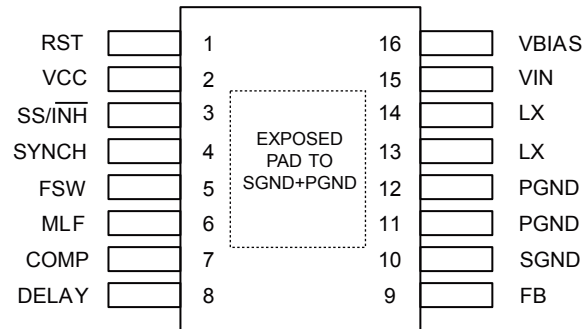 RST 1 16 VBIAS
VCC 2 15 VIN
SS/INH 3 14 LX
SYNCH 4 13 LX
FSW 5 12 PGND
MLF 6 11 PGND
COMP 7 10 SGND
DELAY 8 9 FB
EXPOSED
PAD TO
SGND+PGND